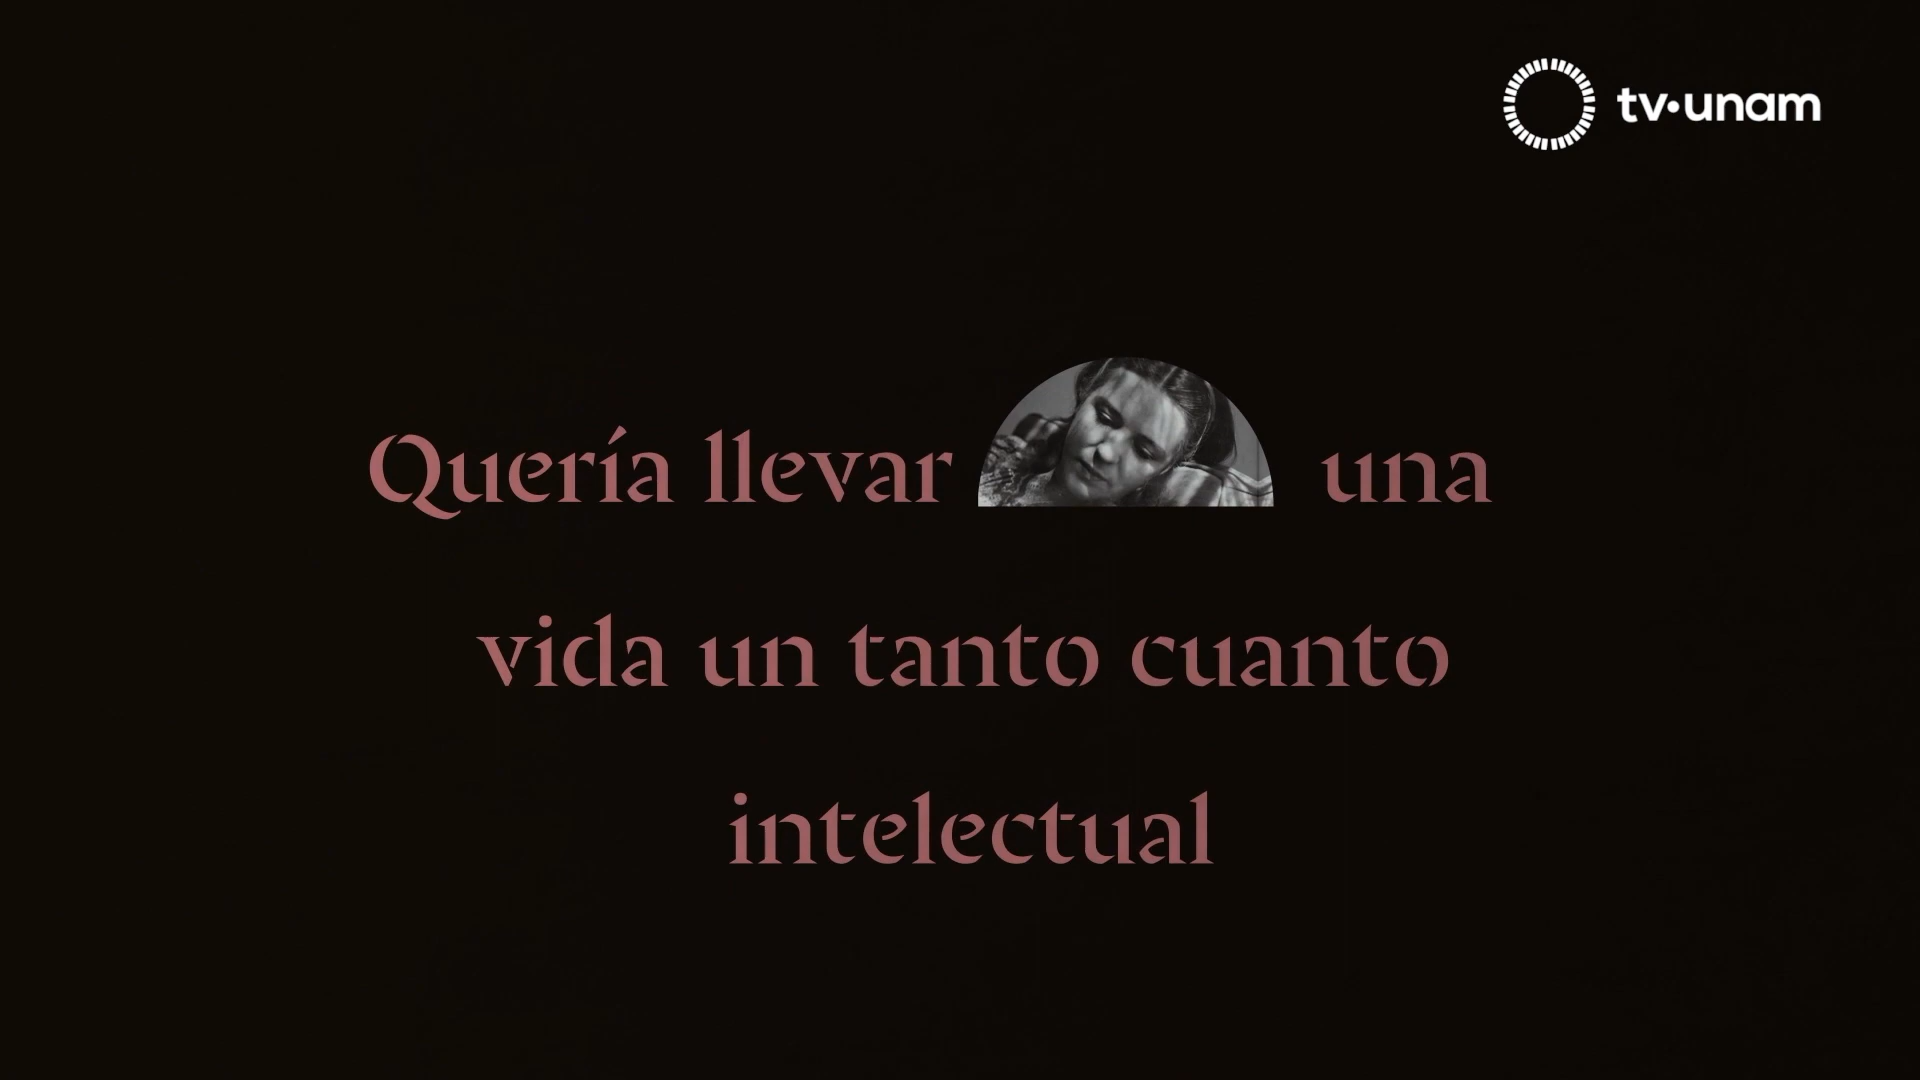 tv•unam
Quería llevar una
vida un tanto cuanto
intelectual